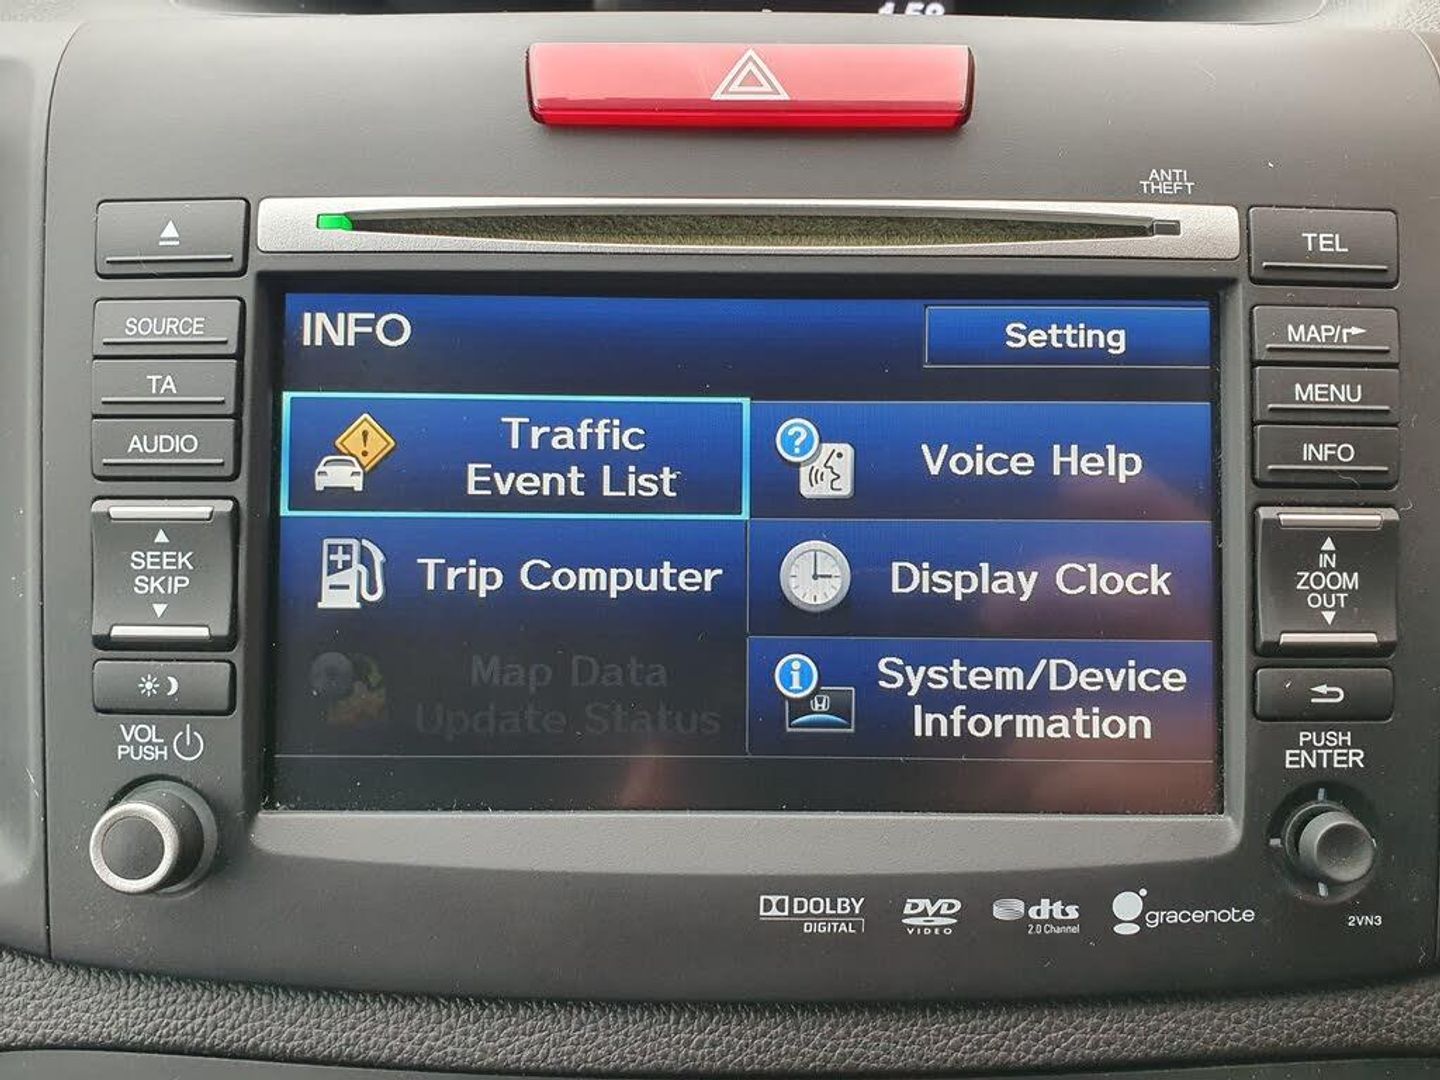 1:58
ANTI
THEFT
TEL
SOURCE
TA
AUDIO
SEEK
SKIP
VOL
PUSH
INFO
Setting
Traffic
Event List
Voice Help
Trip Computer
Display Clock
Map Data
Update Status
System/Device
Information
MAP/
MENU
INFO
IN
ZOOM
OUT
PUSH
ENTER
DOLBY
DIGITAL
DVD
VIDEO
dts
2.0 Channel
gracenote
2VN3